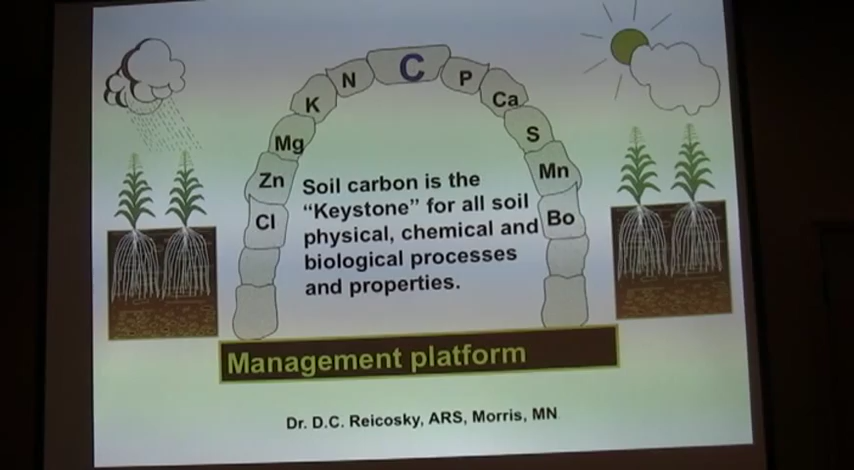 C
N
P
K
Ca
Mg
S
Zn
Mn
Cl
Bo
Soil carbon is the
“Keystone” for all soil
physical, chemical and
biological processes
and properties.
Management platform
Dr. D.C. Reicosky, ARS, Morris, MN